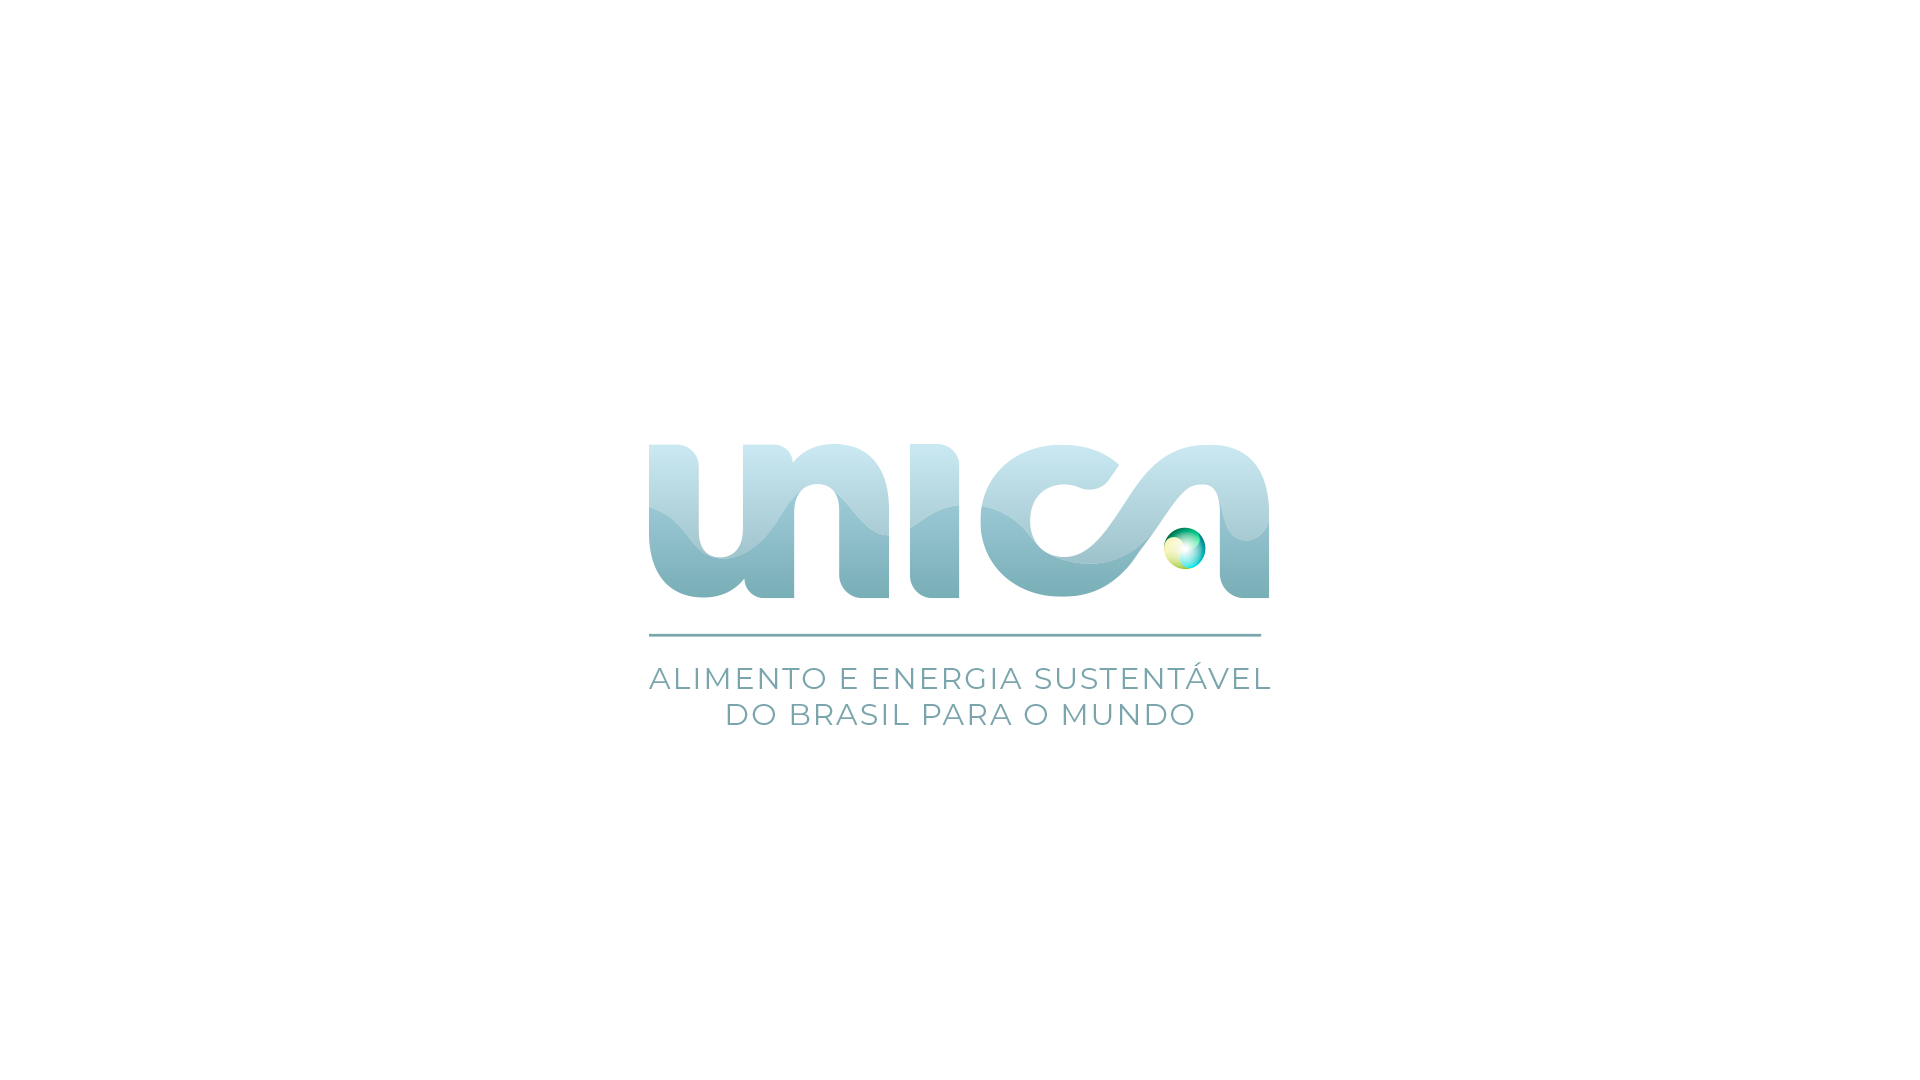 UNICA
ALIMENTO E ENERGIA SUSTENTÁVEL
DO BRASIL PARA O MUNDO